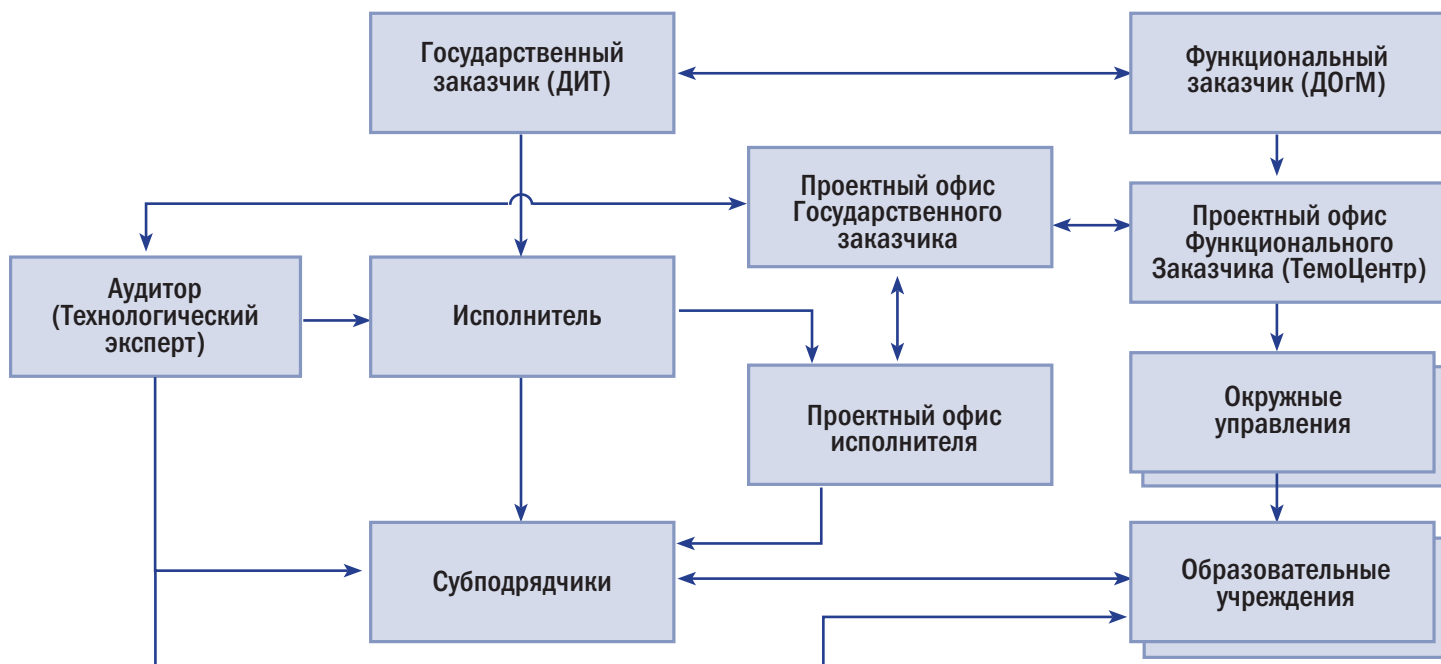 Государственный
заказчик (ДИТ)
Функциональный
заказчик (ДОгМ)
Проектный офис
Государственного
заказчика
Проектный офис
Функционального
Заказчика (ТемоЦентр)
Аудитор
(Технологический
эксперт)
Исполнитель
Проектный офис
исполнителя
Окружные
управления
Субподрядчики
Образовательные
учреждения